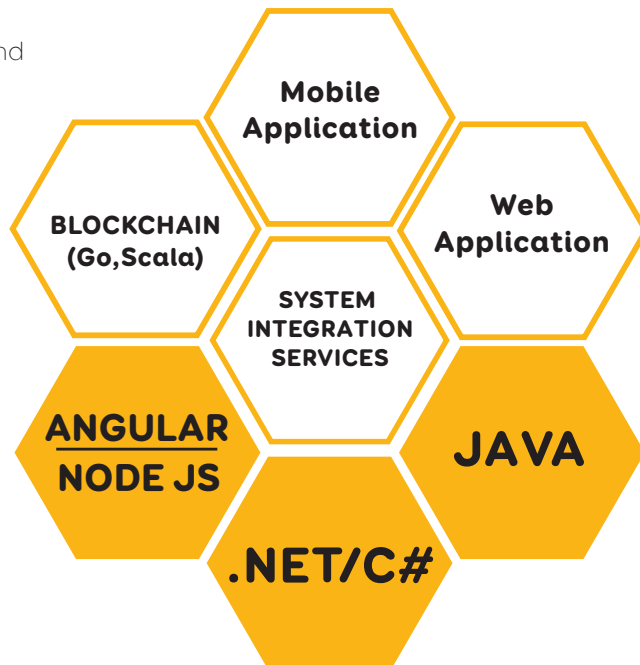 nd
Mobile
Application
BLOCKCHAIN
(Go,Scala)
Web
Application
SYSTEM
INTEGRATION
SERVICES
ANGULAR
NODE JS
JAVA
.NET/C#